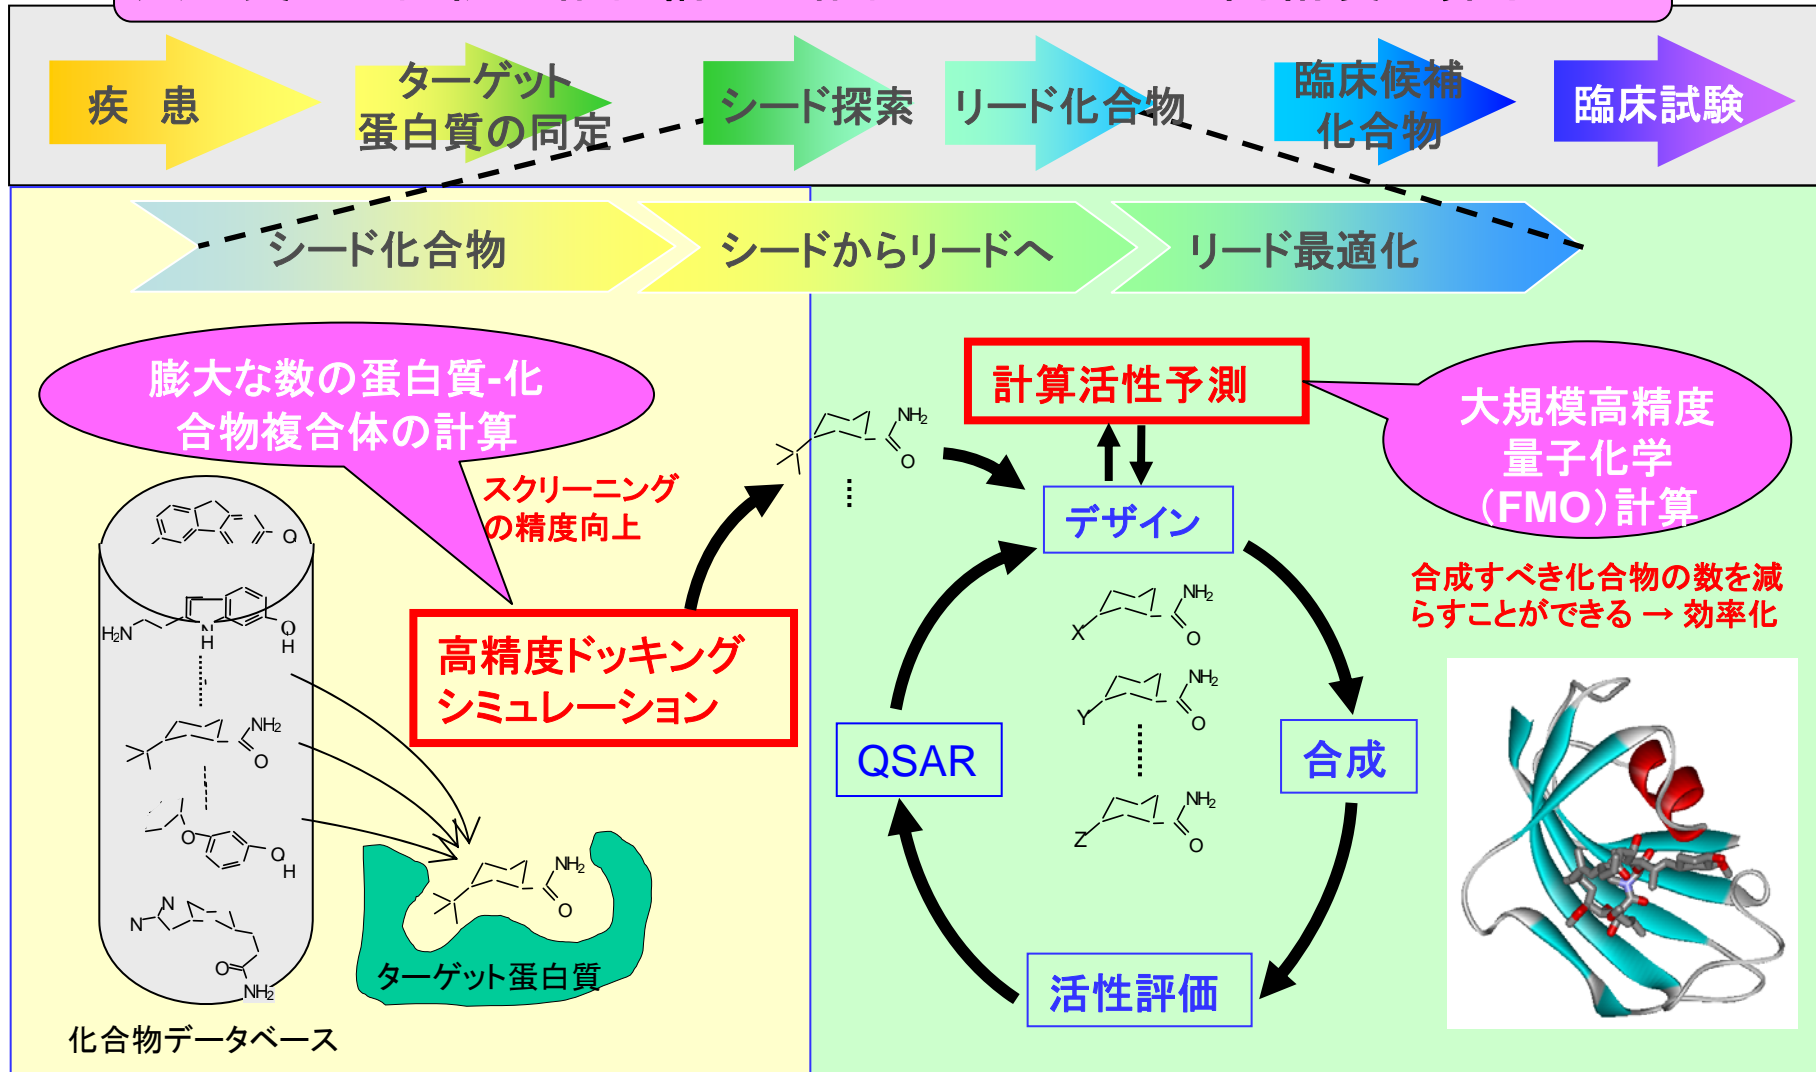 疾 患
ターゲット
蛋白質の同定
シード探索
リード化合物
臨床候補
化合物
臨床試験
シード化合物
シードからリードへ
リード最適化
膨大な数の蛋白質-化
合物複合体の計算
スクリーニング
の精度向上
高精度ドッキング
シミュレーション
計算活性予測
大規模高精度
量子化学
（FMO）計算
合成すべき化合物の数を減
らすことができる → 効率化
デザイン
合成
活性評価
QSAR
NH2
O
X
NH2
O
Y
NH2
O
Z
NH2
O
O
H2N
N
H
O
H
NH2
O
O
O
H
N
N
O
NH2
NH2
O
ターゲット蛋白質
化合物データベース